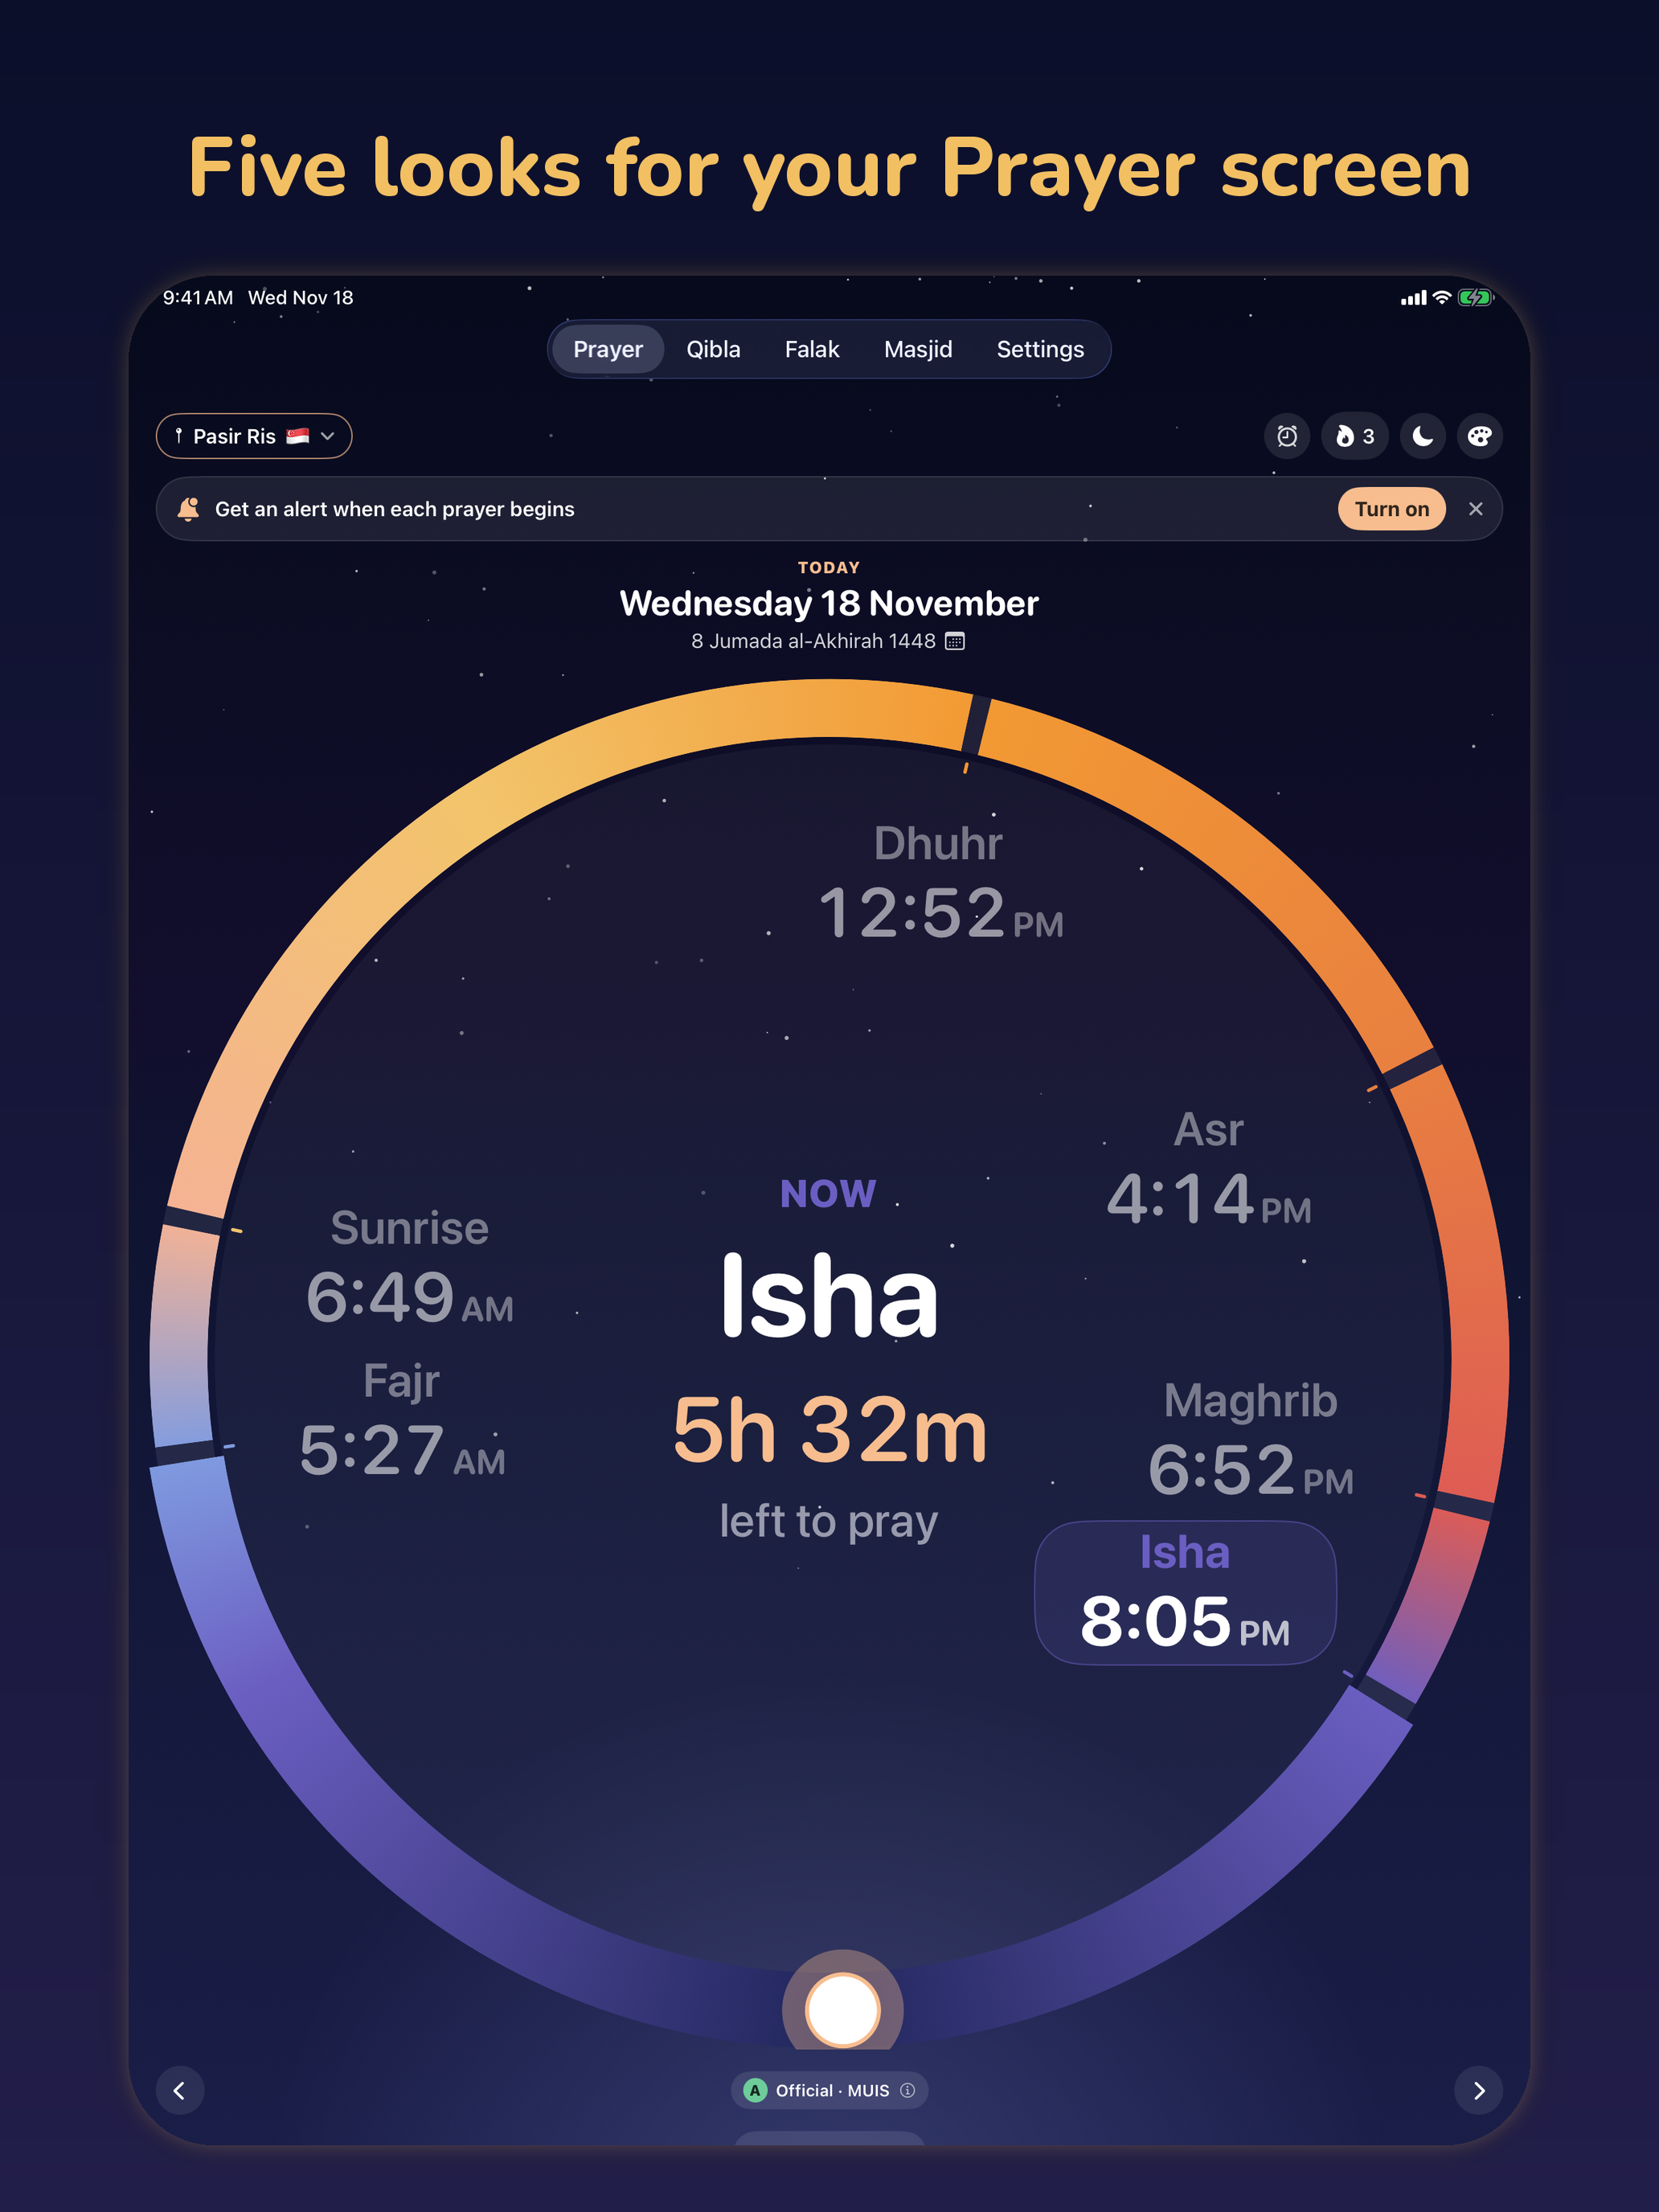 Five looks for your Prayer screen
9:41 AM Wed Nov 18
Prayer Qibla Falak Masjid Settings
Pasir Ris 3
Get an alert when each prayer begins Turn on
TODAY
Wednesday 18 November
8 Jumada al-Akhirah 1448
Dhuhr
12:52 PM
Asr
4:14 PM
Sunrise
6:49 AM
Fajr
5:27 AM
NOW
Isha
5h 32m
left to pray
Maghrib
6:52 PM
Isha
8:05 PM
A Official · MUIS